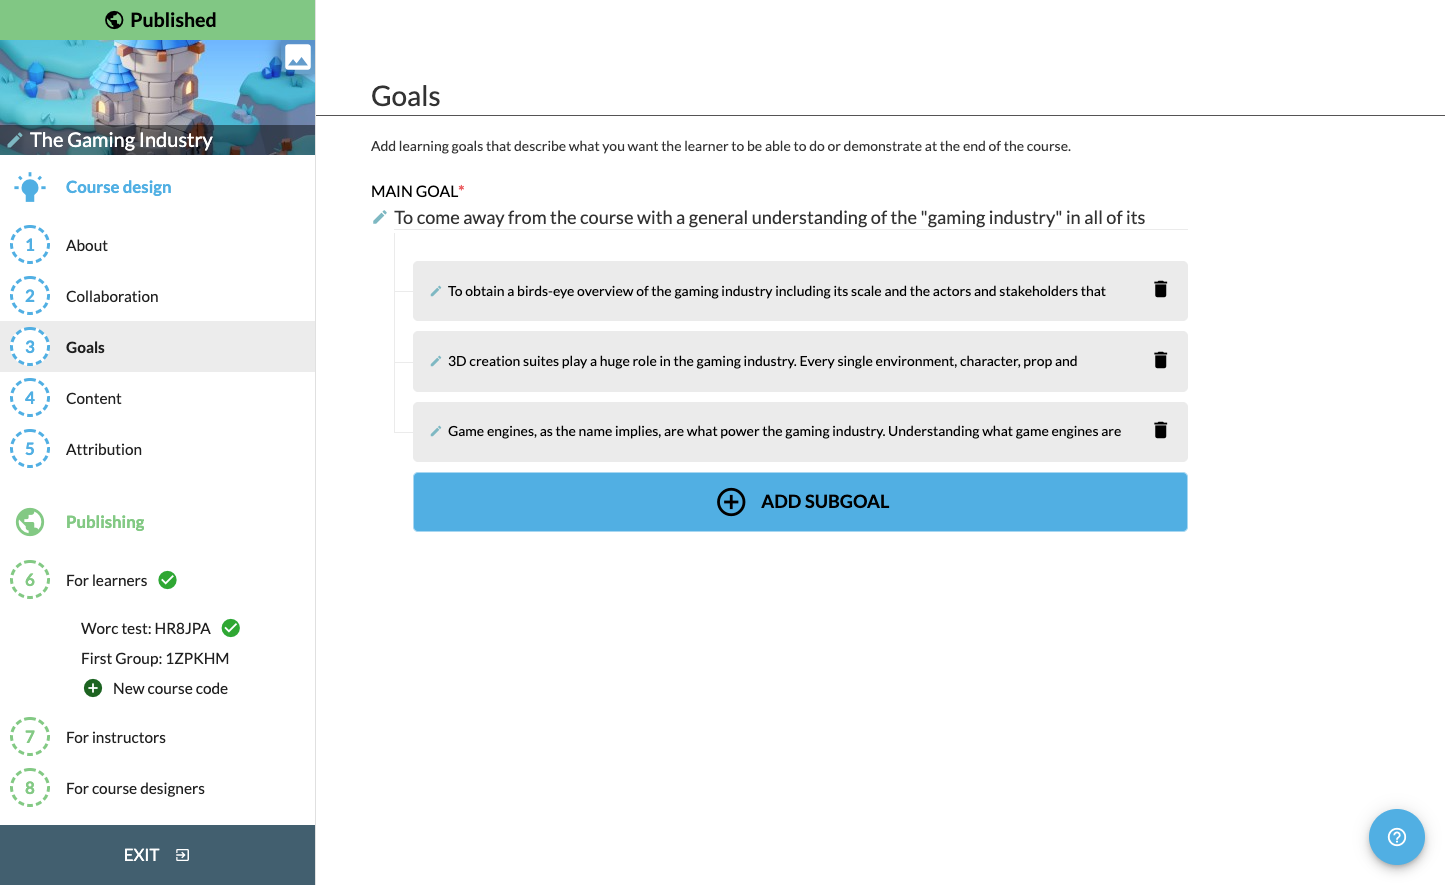 Published
The Gaming Industry
Course design
1 About
2 Collaboration
3 Goals
4 Content
5 Attribution
Publishing
6 For learners
Worc test: HR8JPA
First Group: 1ZPKHM
New course code
7 For instructors
8 For course designers
EXIT
Goals
Add learning goals that describe what you want the learner to be able to do or demonstrate at the end of the course.
MAIN GOAL*
To come away from the course with a general understanding of the "gaming industry" in all of its
To obtain a birds-eye overview of the gaming industry including its scale and the actors and stakeholders that
3D creation suites play a huge role in the gaming industry. Every single environment, character, prop and
Game engines, as the name implies, are what power the gaming industry. Understanding what game engines are
ADD SUBGOAL